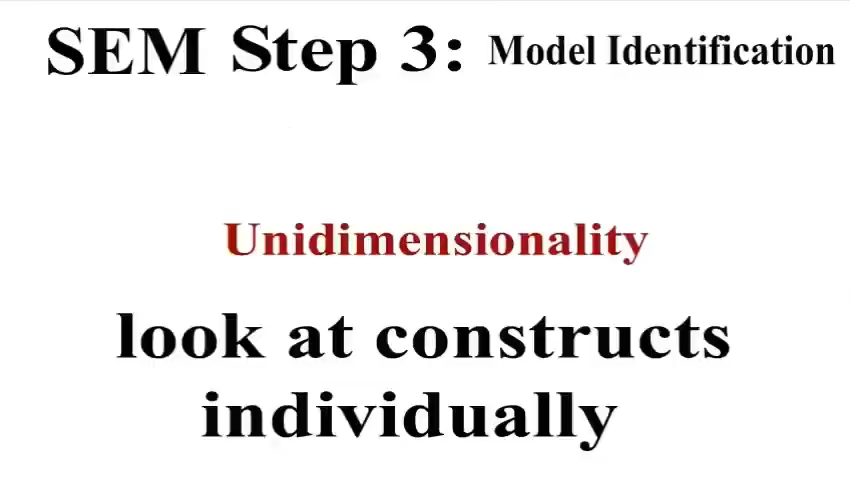 SEM Step 3: Model Identification
Unidimensionality
look at constructs
individually